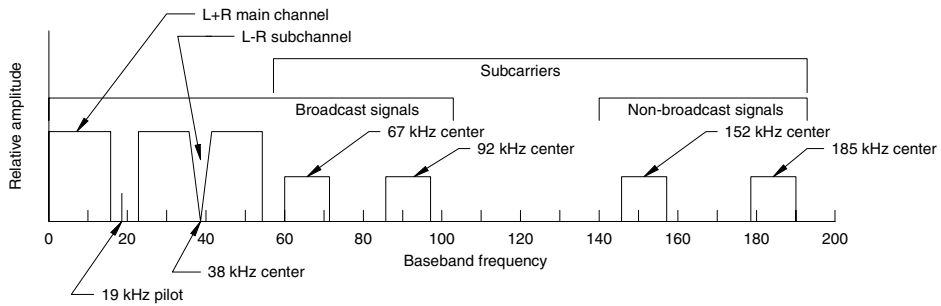 L+R main channel
L-R subchannel
Subcarriers
Broadcast signals
Non-broadcast signals
67 kHz center
152 kHz center
92 kHz center
185 kHz center
Relative amplitude
0 20 40 60 80 100 120 140 160 180 200
Baseband frequency
38 kHz center
19 kHz pilot